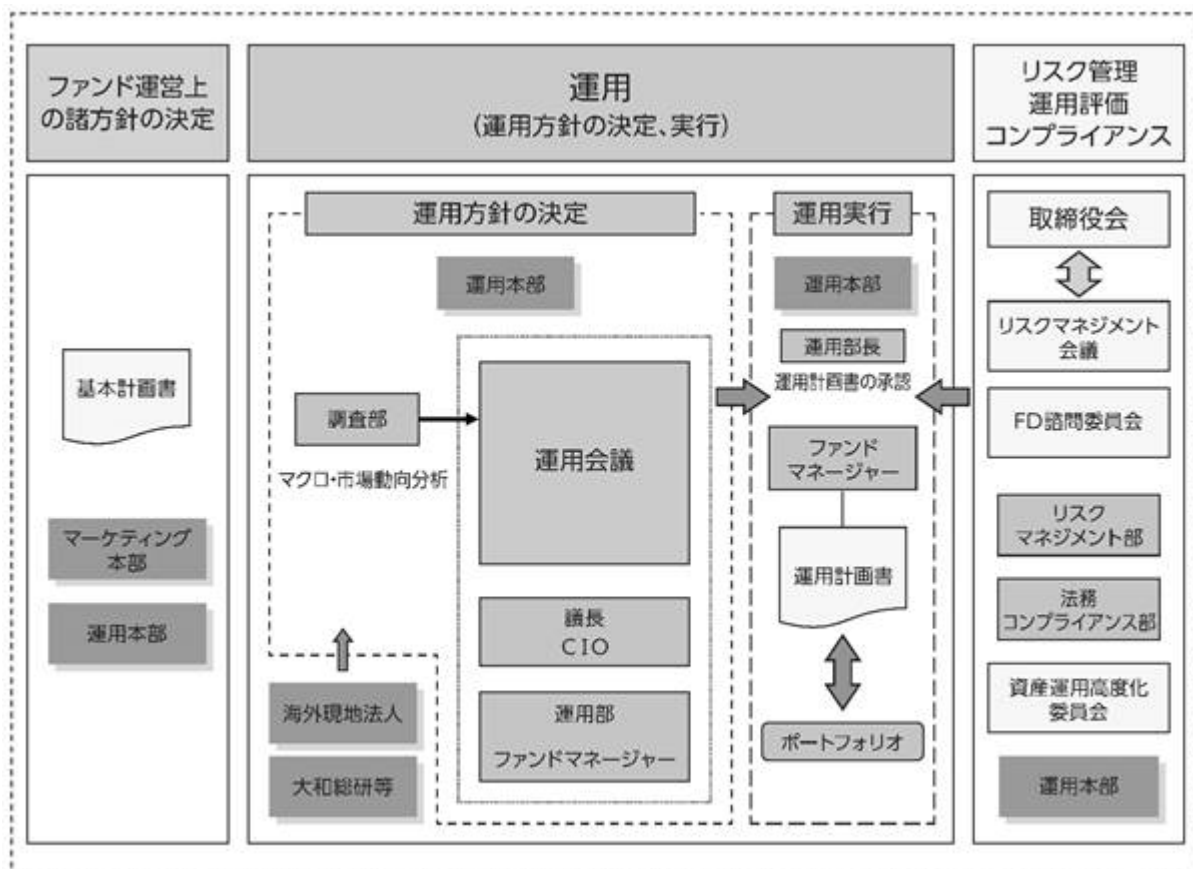 ファンド運営上
の諸方針の決定
運用
(運用方針の決定、実行)
リスク管理
運用評価
コンプライアンス
基本計画書
マーケティング
本部
運用本部
運用方針の決定
運用本部
調査部
マクロ・市場動向分析
運用会議
議長
CIO
運用部
ファンドマネージャー
海外現地法人
大和総研等
運用実行
運用本部
運用部長
運用計画書の承認
ファンド
マネージャー
運用計画書
ポートフォリオ
取締役会
リスクマネジメント
会議
FD諮問委員会
リスク
マネジメント部
法務
コンプライアンス部
資産運用高度化
委員会
運用本部